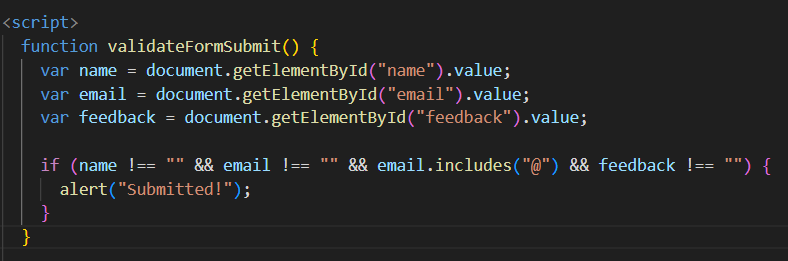 <script>
function validateFormSubmit() {
var name = document.getElementById("name").value;
var email = document.getElementById("email").value;
var feedback = document.getElementById("feedback").value;
if (name !== "" && email !== "" && email.includes("@") && feedback !== "") {
alert("Submitted!");
}
}